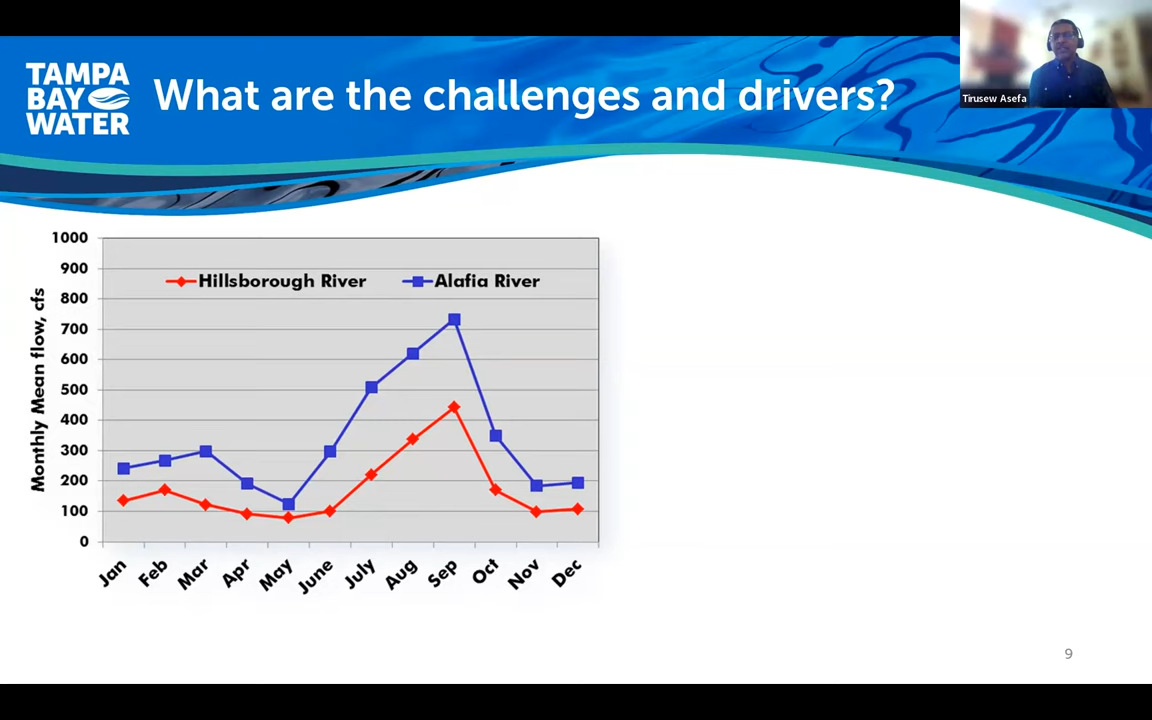 TAMPA
BAY
WATER
What are the challenges and drivers?
Tirusew Asefa
Monthly Mean flow, cfs
1000
900
800
700
600
500
400
300
200
100
0
Hillsborough River
Alafia River
Jan
Feb
Mar
Apr
May
June
July
Aug
Sep
Oct
Nov
Dec
9